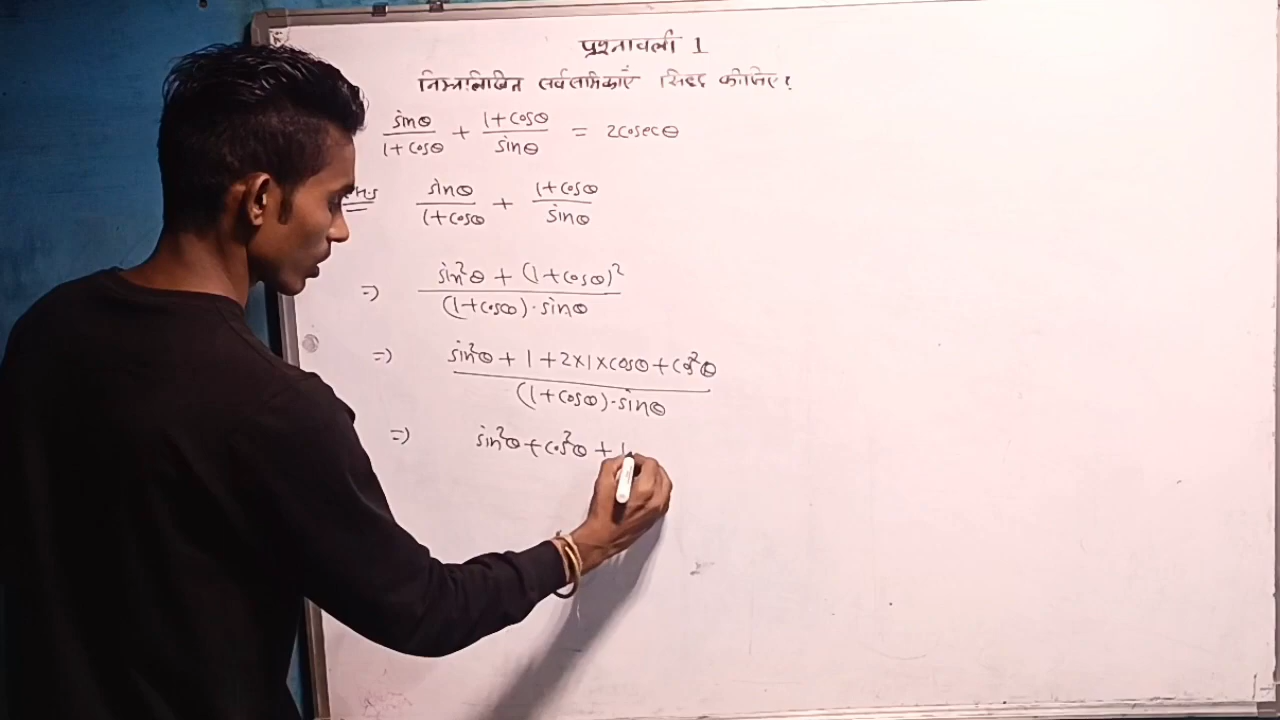 प्रश्नावली 1
निम्नलिखित सर्वसमिकाएँ सिद्ध कीजिए।
sinθ/(1+cosθ) + (1+cosθ)/sinθ = 2cosecθ
H.S sinθ/(1+cosθ) + (1+cosθ)/sinθ
=> (sin²θ + (1+cosθ)²)/((1+cosθ)·sinθ)
=> (sin²θ + 1 + 2×1×cosθ + cos²θ)/((1+cosθ)·sinθ)
=> sin²θ + cos²θ + 1